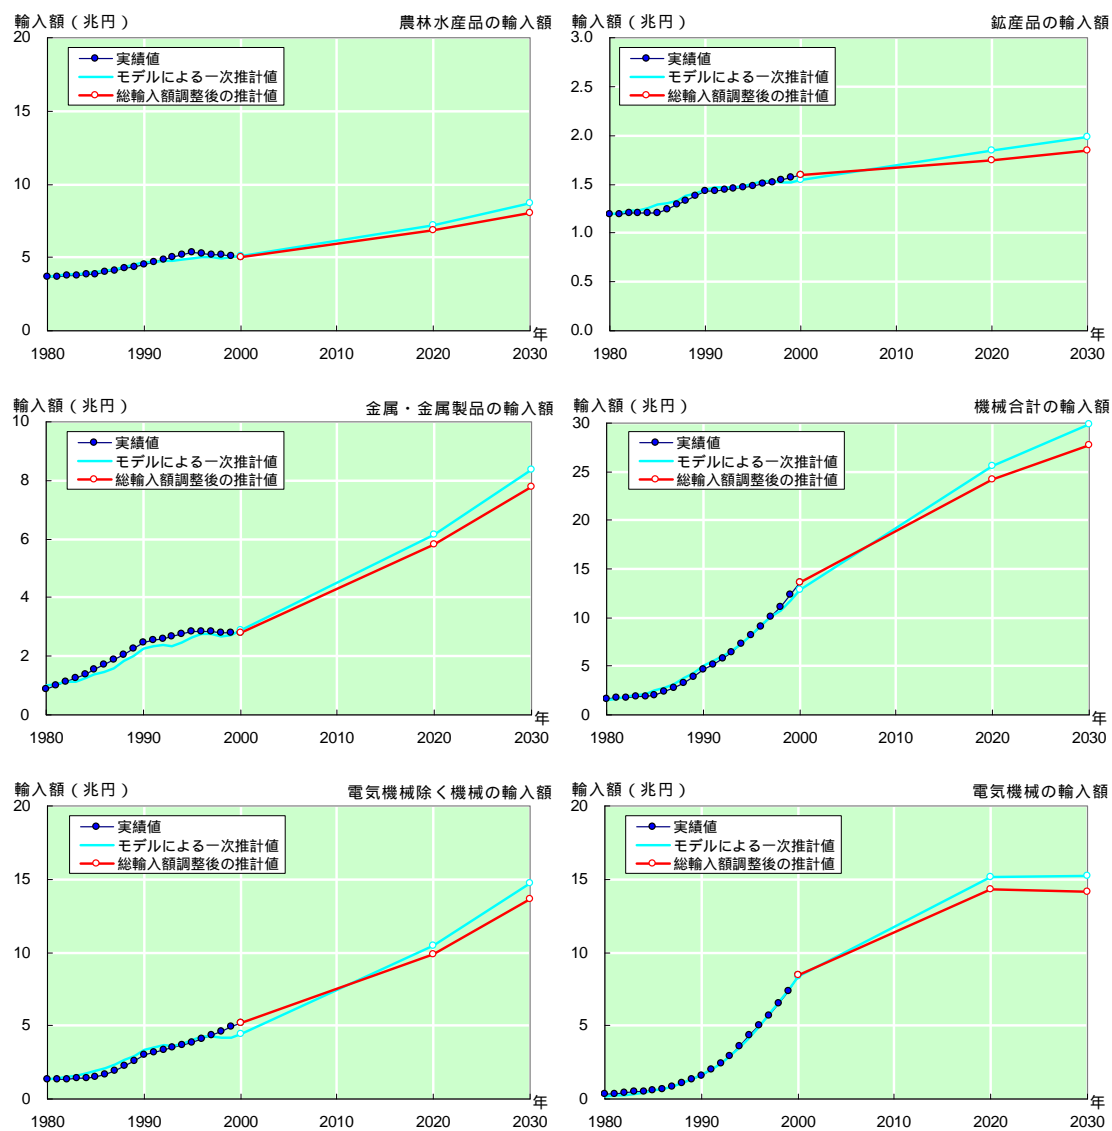 輸入額（兆円）
農林水産品の輸入額
20
15
10
5
0
実績値
モデルによる一次推計値
総輸入額調整後の推計値
年
1980 1990 2000 2010 2020 2030
輸入額（兆円）
鉱産品の輸入額
3.0
2.5
2.0
1.5
1.0
0.5
0.0
実績値
モデルによる一次推計値
総輸入額調整後の推計値
年
1980 1990 2000 2010 2020 2030
輸入額（兆円）
金属・金属製品の輸入額
10
8
6
4
2
0
実績値
モデルによる一次推計値
総輸入額調整後の推計値
年
1980 1990 2000 2010 2020 2030
輸入額（兆円）
機械合計の輸入額
30
25
20
15
10
5
0
実績値
モデルによる一次推計値
総輸入額調整後の推計値
年
1980 1990 2000 2010 2020 2030
輸入額（兆円）
電気機械除く機械の輸入額
20
15
10
5
0
実績値
モデルによる一次推計値
総輸入額調整後の推計値
年
1980 1990 2000 2010 2020 2030
輸入額（兆円）
電気機械の輸入額
20
15
10
5
0
実績値
モデルによる一次推計値
総輸入額調整後の推計値
年
1980 1990 2000 2010 2020 2030